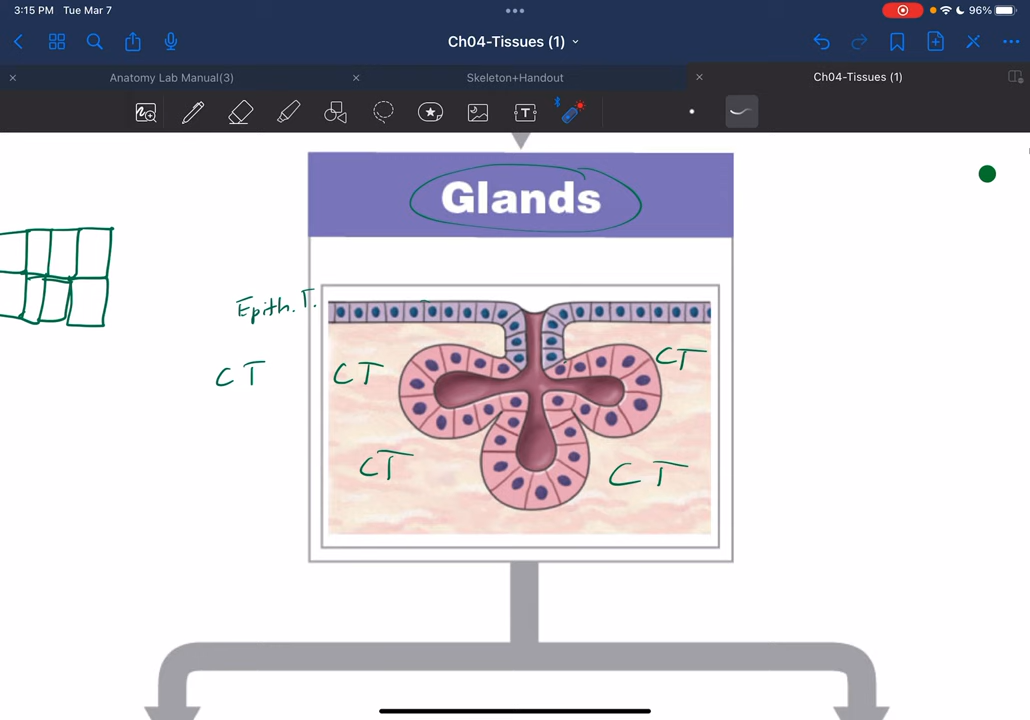 3:15 PM Tue Mar 7
96%
Ch04-Tissues (1)
Anatomy Lab Manual(3)
Skeleton+Handout
Ch04-Tissues (1)
T
Glands
Epith. T.
CT
CT
CT
CT
CT